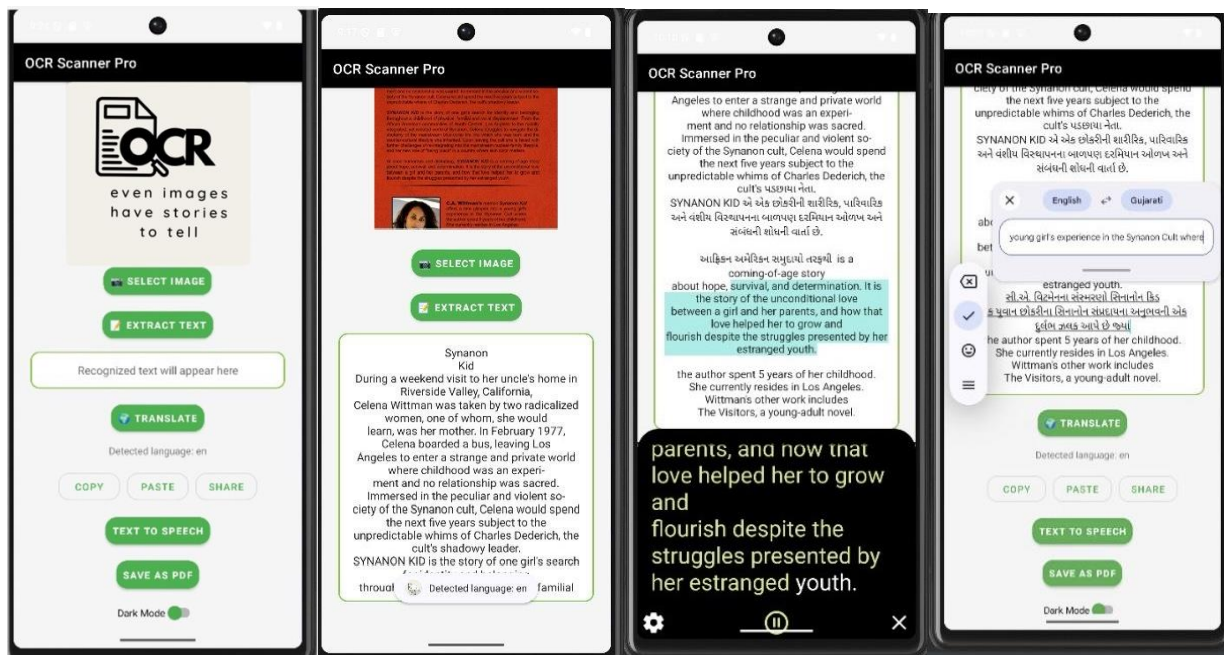 OCR Scanner Pro
OCR
even images
have stories
to tell
SELECT IMAGE
EXTRACT TEXT
Recognized text will appear here
TRANSLATE
Detected language: en
COPY PASTE SHARE
TEXT TO SPEECH
SAVE AS PDF
Dark Mode
OCR Scanner Pro
C.A. Wittman's
SELECT IMAGE
EXTRACT TEXT
Synanon
Kid
During a weekend visit to her uncle's home in
Riverside Valley, California,
Celena Wittman was taken by two radicalized
women, one of whom, she would
learn, was her mother. In February 1977,
Celena boarded a bus, leaving Los
Angeles to enter a strange and private world
where childhood was an experi-
ment and no relationship was sacred.
Immersed in the peculiar and violent so-
ciety of the Synanon cult, Celena would spend
the next five years subject to the
unpredictable whims of Charles Dederich, the
cult's shadowy leader.
SYNANON KID is the story of one girl's search
throu
familial
Detected language: en
OCR Scanner Pro
Angeles to enter a strange and private world
where childhood was an experi-
ment and no relationship was sacred.
Immersed in the peculiar and violent so-
ciety of the Synanon cult, Celena would spend
the next five years subject to the
unpredictable whims of Charles Dederich, the
cult's પડછાયા નેતા.
SYNANON KID એ એક છોકરીની શારીરિક, પારિવારિક
અને વંશીય વિસ્થાપનના બાળપણ દરમિયાન ઓળખ અને
સંબંધની શોધની વાર્તા છે.
આફ્રિકન અમેરિકન સમુદાયો તરફથી is a
coming-of-age story
about hope, survival, and determination. It is
the story of the unconditional love
between a girl and her parents, and how that
love helped her to grow and
flourish despite the struggles presented by her
estranged youth.
the author spent 5 years of her childhood.
She currently resides in Los Angeles.
Wittman's other work includes
The Visitors, a young-adult novel.
parents, and how that
love helped her to grow
and
flourish despite the
struggles presented by
her estranged youth.
OCR Scanner Pro
ciety of the Synanon cult, Celena would spend
the next five years subject to the
unpredictable whims of Charles Dederich, the
cult's પડછાયા નેતા.
SYNANON KID એ એક છોકરીની શારીરિક, પારિવારિક
અને વંશીય વિસ્થાપનના બાળપણ દરમિયાન ઓળખ અને
સંબંધની શોધની વાર્તા છે.
English Gujarati
young girl's experience in the Synanon Cult where
estranged youth.
સી.એ. વિટમેનના સંસ્મરણો સિનાનોન કિડ
ક યુવાન છોકરીના સિનાનોન સંપ્રદાયના અનુભવની એક
દુર્લભ ઝલક આપે છે જ્યાં
he author spent 5 years of her childhood.
She currently resides in Los Angeles.
Wittman's other work includes
The Visitors, a young-adult novel.
TRANSLATE
Detected language: en
COPY PASTE SHARE
TEXT TO SPEECH
SAVE AS PDF
Dark Mode